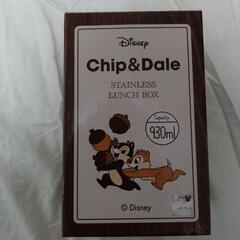 Disney
Chip&Dale
STAINLESS
LUNCH BOX
Capacity
930ml
© Disney